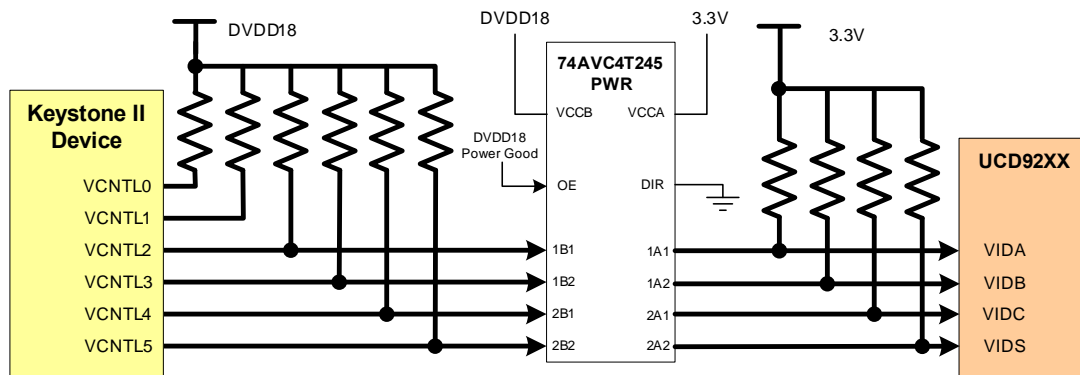 DVDD18
DVDD18
3.3V
3.3V
74AVC4T245
PWR
Keystone II
Device
VCCB
VCCA
DVDD18
Power Good
UCD92XX
VCNTL0
OE
DIR
VCNTL1
VCNTL2
1B1
1A1
VIDA
VCNTL3
1B2
1A2
VIDB
VCNTL4
2B1
2A1
VIDC
VCNTL5
2B2
2A2
VIDS